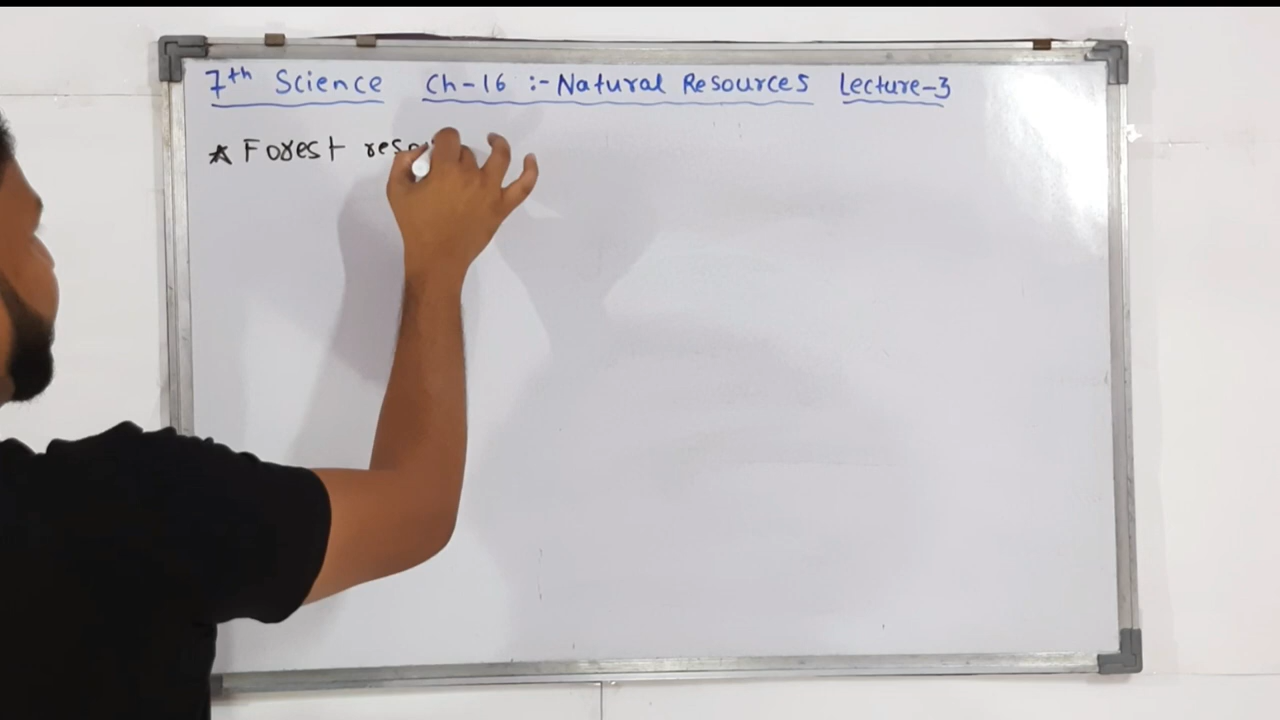 7th Science Ch-16 :- Natural Resources Lecture-3
★ Forest